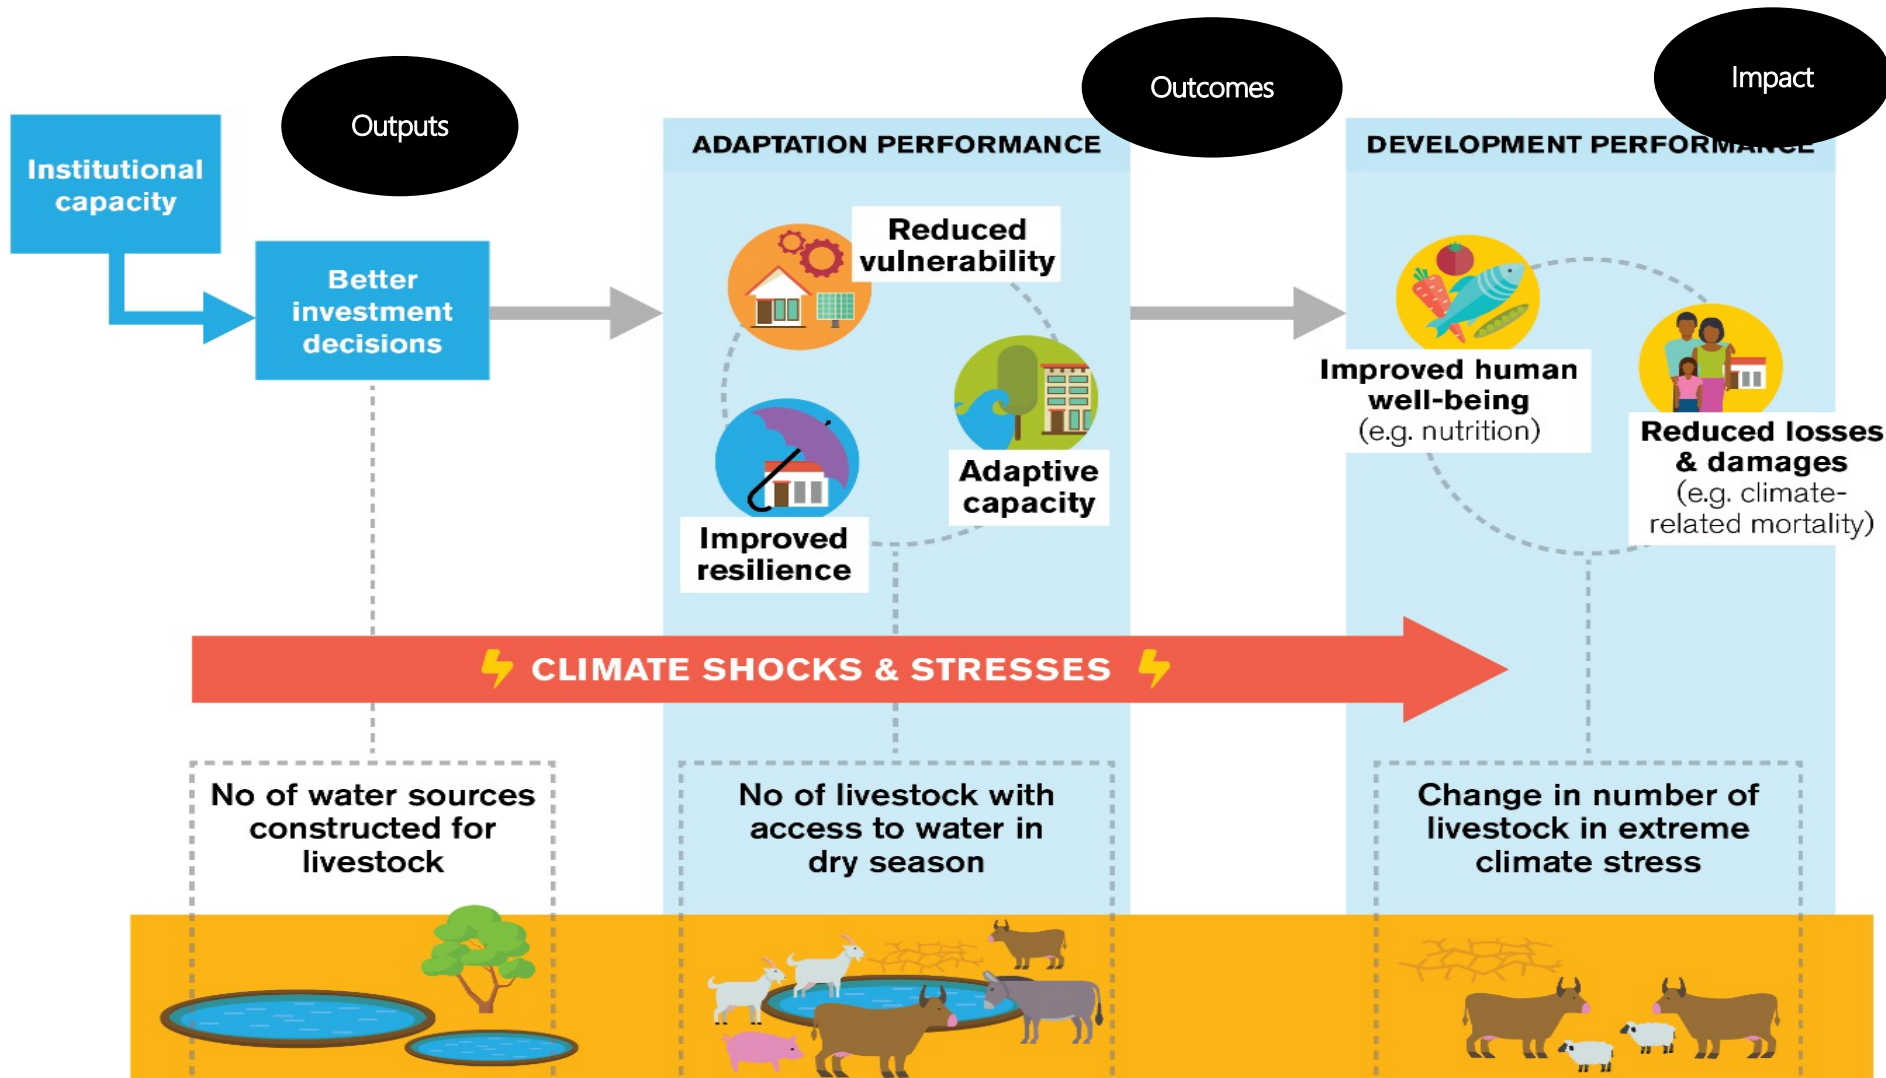 Outputs
Outcomes
Impact
Institutional
capacity
Better
investment
decisions
ADAPTATION PERFORMANCE
Reduced
vulnerability
Adaptive
capacity
Improved
resilience
DEVELOPMENT PERFORMANCE
Improved human
well-being
(e.g. nutrition)
Reduced losses
& damages
(e.g. climate-
related mortality)
CLIMATE SHOCKS & STRESSES
No of water sources
constructed for
livestock
No of livestock with
access to water in
dry season
Change in number of
livestock in extreme
climate stress